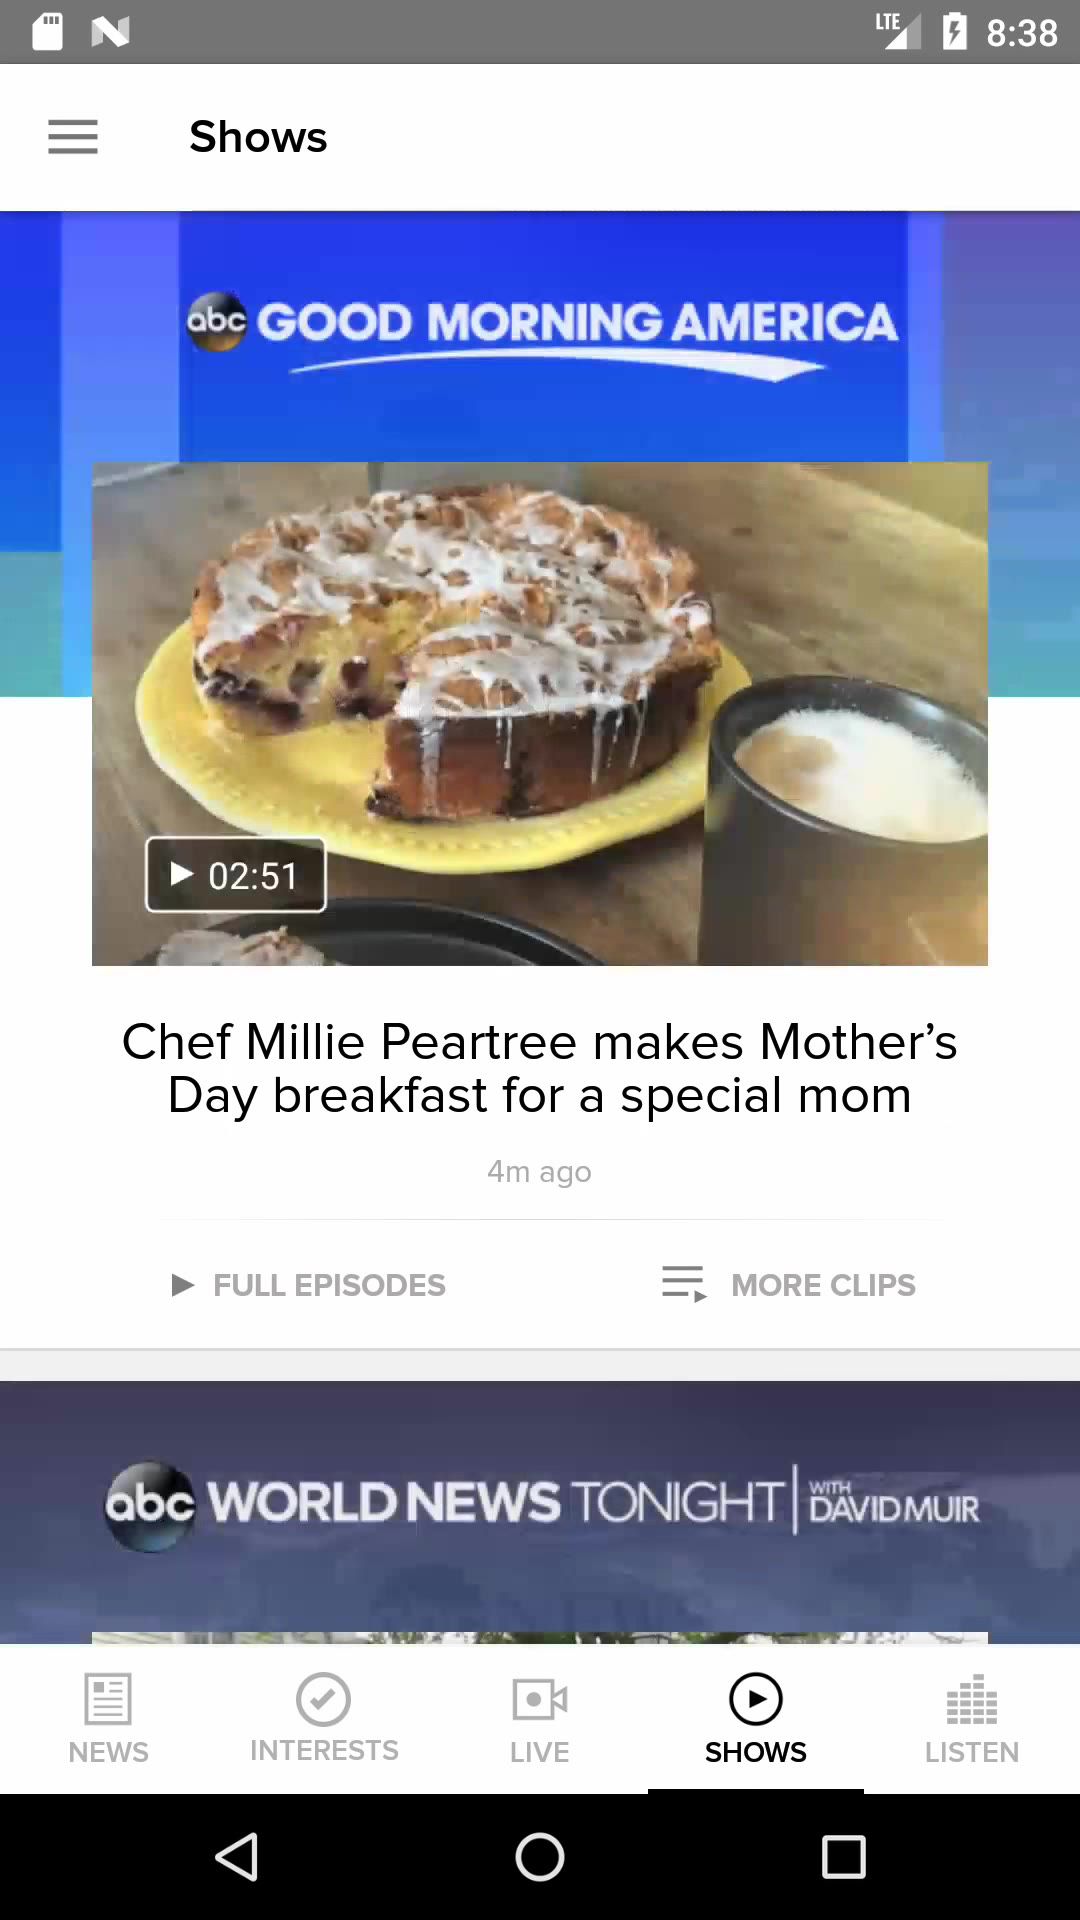 LTE 8:38
Shows
abc GOOD MORNING AMERICA
02:51
Chef Millie Peartree makes Mother’s
Day breakfast for a special mom
4m ago
FULL EPISODES MORE CLIPS
abc WORLD NEWS TONIGHT WITH DAVID MUIR
NEWS INTERESTS LIVE SHOWS LISTEN